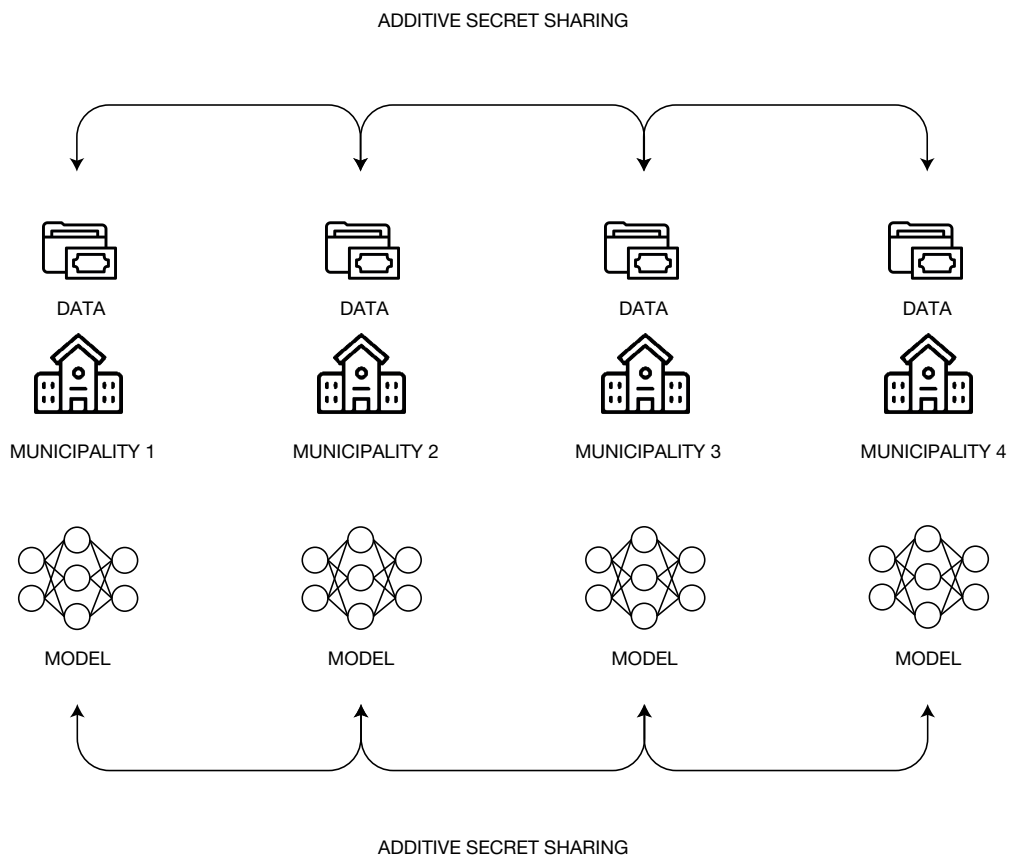 ADDITIVE SECRET SHARING
DATA DATA DATA DATA
MUNICIPALITY 1 MUNICIPALITY 2 MUNICIPALITY 3 MUNICIPALITY 4
MODEL MODEL MODEL MODEL
ADDITIVE SECRET SHARING